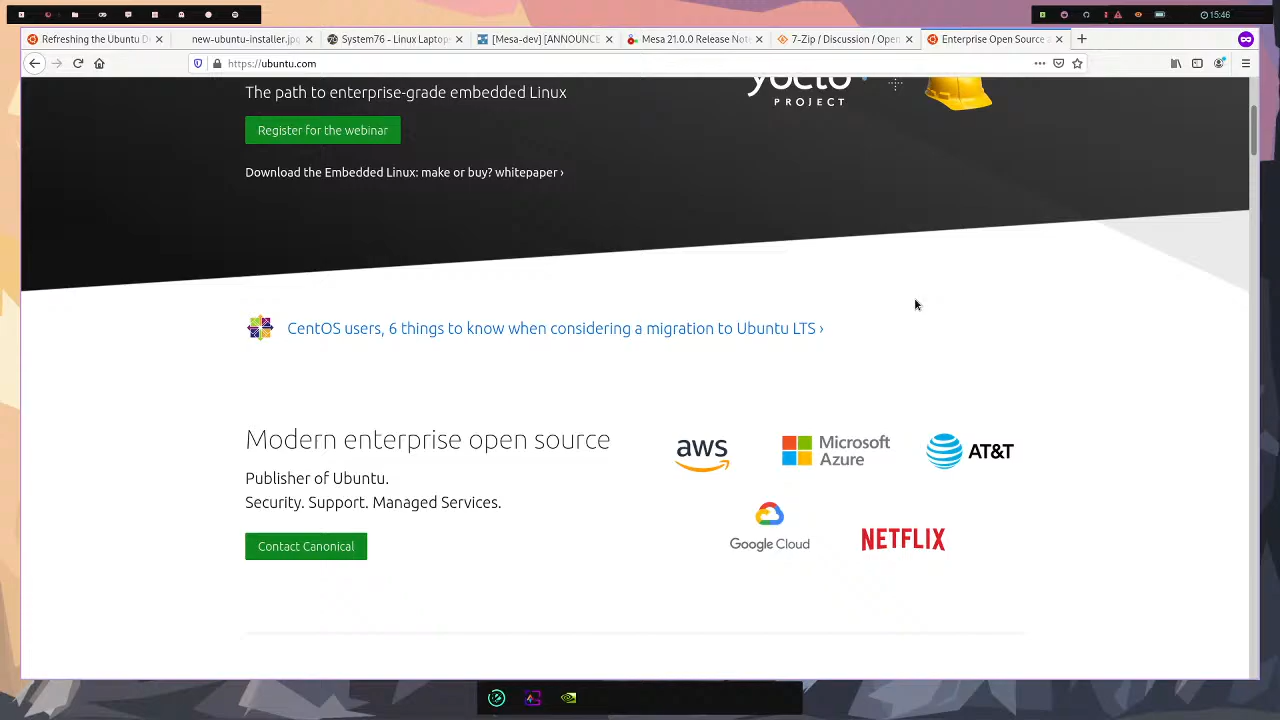 15:46
Refreshing the Ubuntu D
new-ubuntu-installer.jpg
System76 - Linux Laptops
[Mesa-dev] [ANNOUNCE
Mesa 21.0.0 Release Note
7-Zip / Discussion / Open
Enterprise Open Source a
https://ubuntu.com
yocto
PROJECT
The path to enterprise-grade embedded Linux
Register for the webinar
Download the Embedded Linux: make or buy? whitepaper ›
CentOS users, 6 things to know when considering a migration to Ubuntu LTS ›
Modern enterprise open source
Publisher of Ubuntu.
Security. Support. Managed Services.
Contact Canonical
aws
Microsoft
Azure
AT&T
Google Cloud
NETFLIX